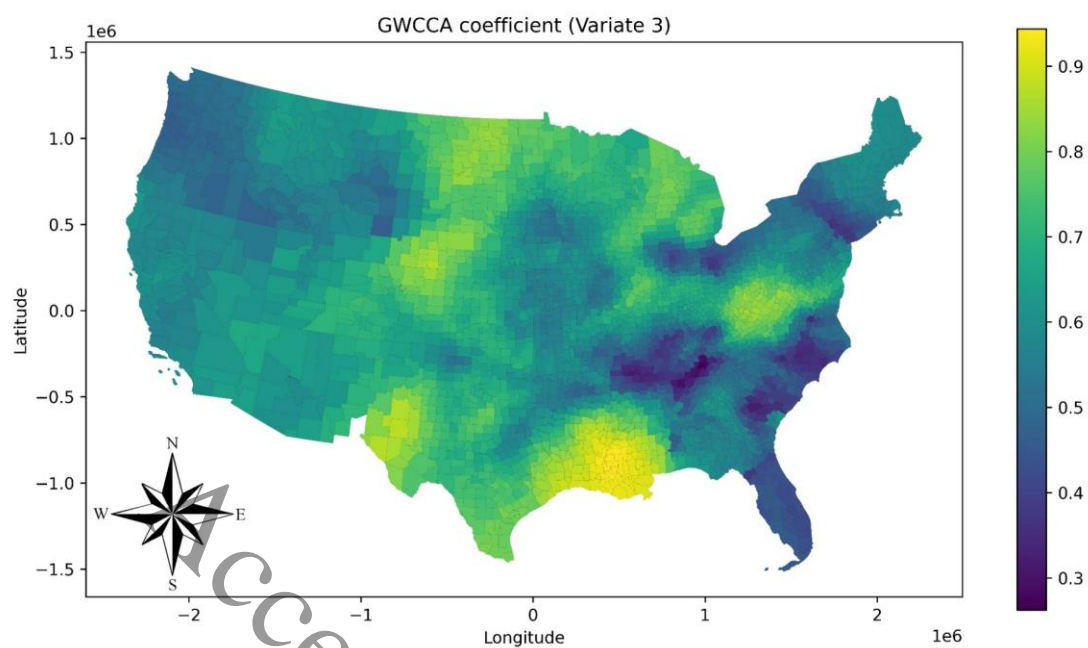 GWCCA coefficient (Variate 3)
1e6
1.5
1.0
0.5
0.0
−0.5
−1.0
−1.5
Latitude
−2
−1
0
1
2
Longitude
1e6
0.9
0.8
0.7
0.6
0.5
0.4
0.3
N
W
E
S
Acce